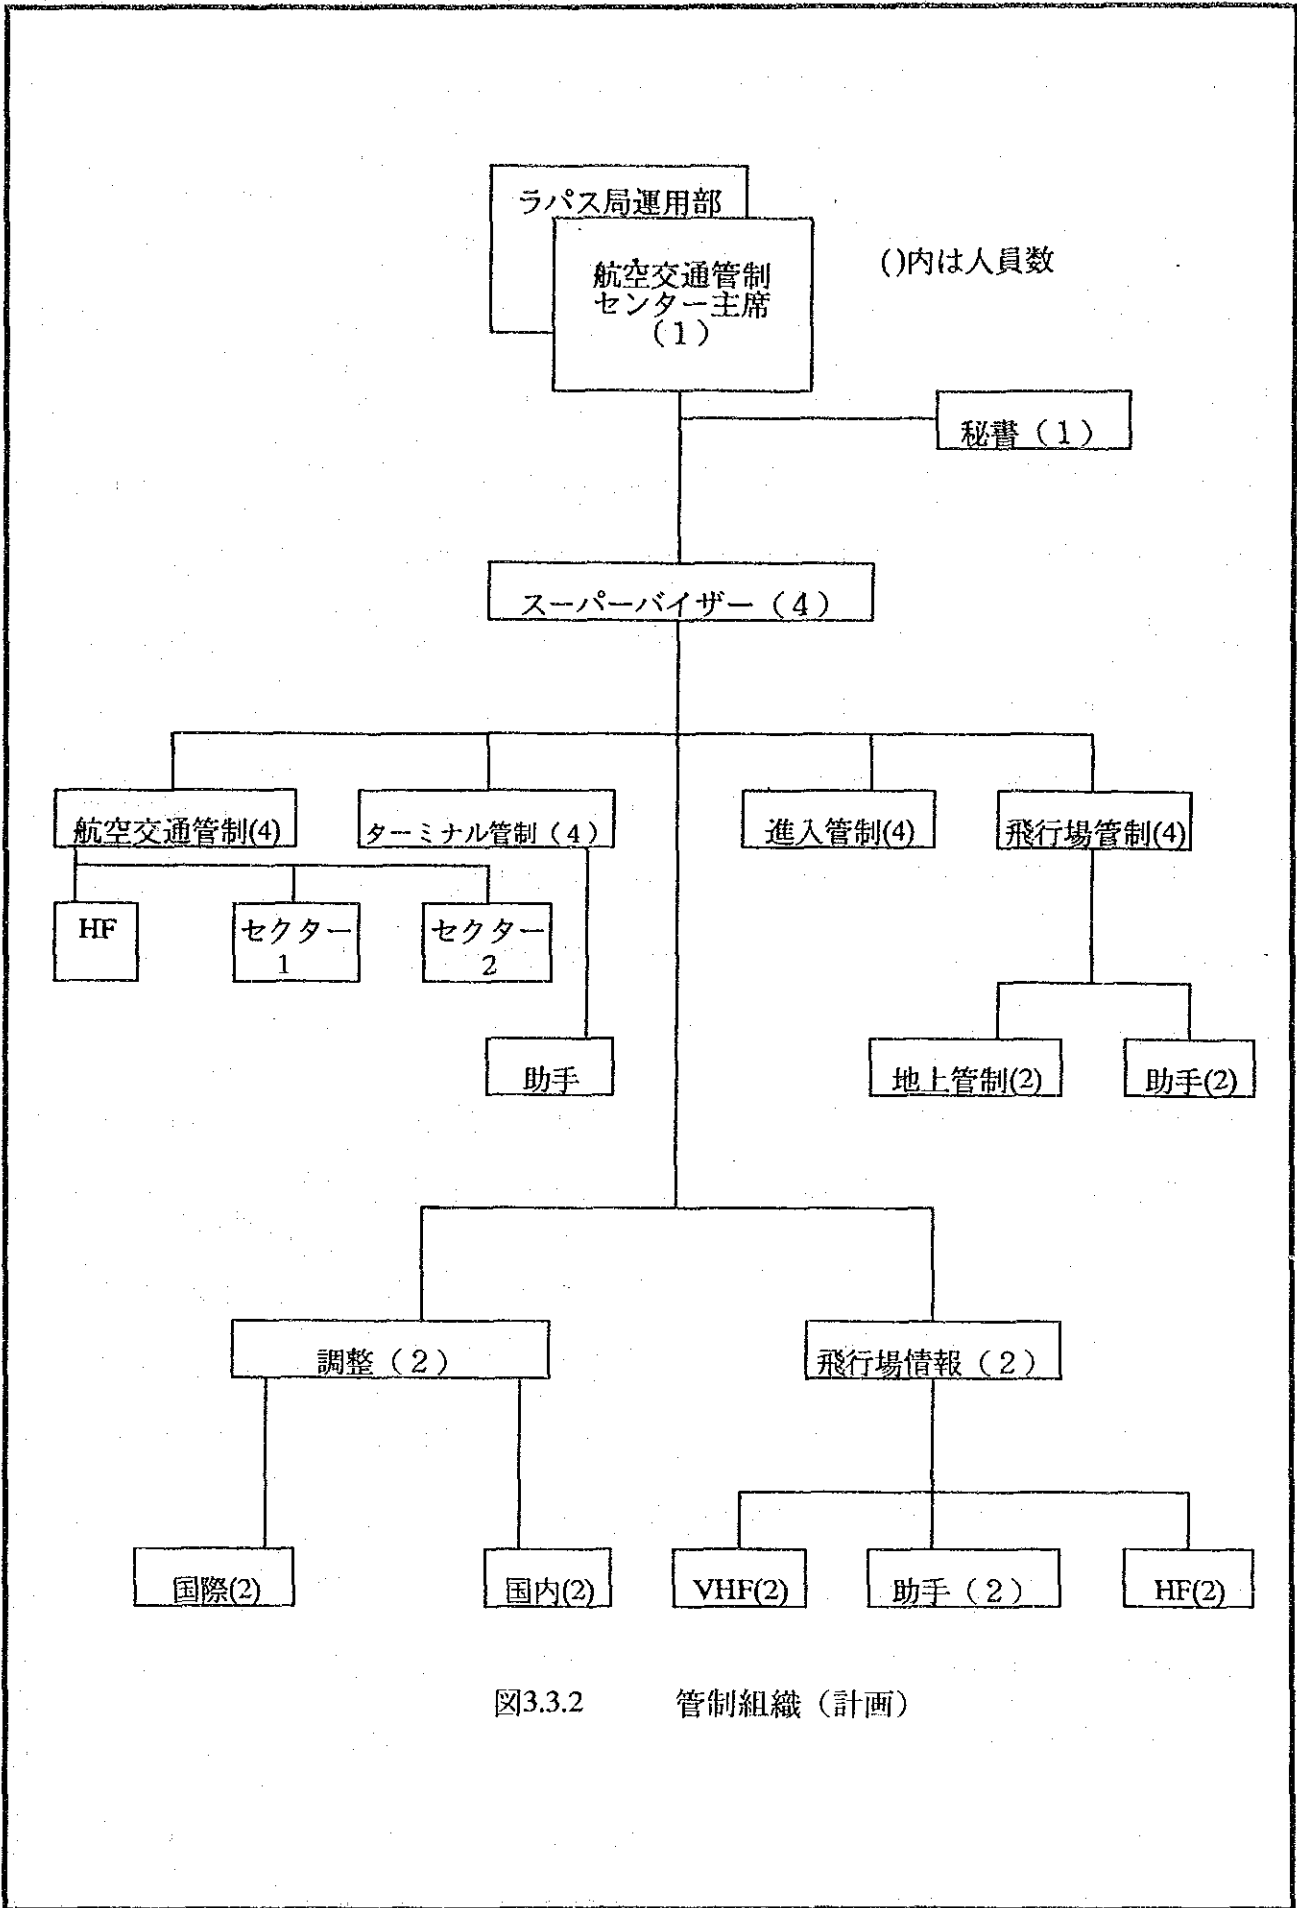 ラパス局運用部
航空交通管制
センター主席
(1)
()内は人員数
秘書(1)
スーパーバイザー(4)
航空交通管制(4)
ターミナル管制(4)
進入管制(4)
飛行場管制(4)
HF
セクター
1
セクター
2
助手
地上管制(2)
助手(2)
調整(2)
飛行場情報(2)
国際(2)
国内(2)
VHF(2)
助手(2)
HF(2)
図3.3.2 管制組織(計画)